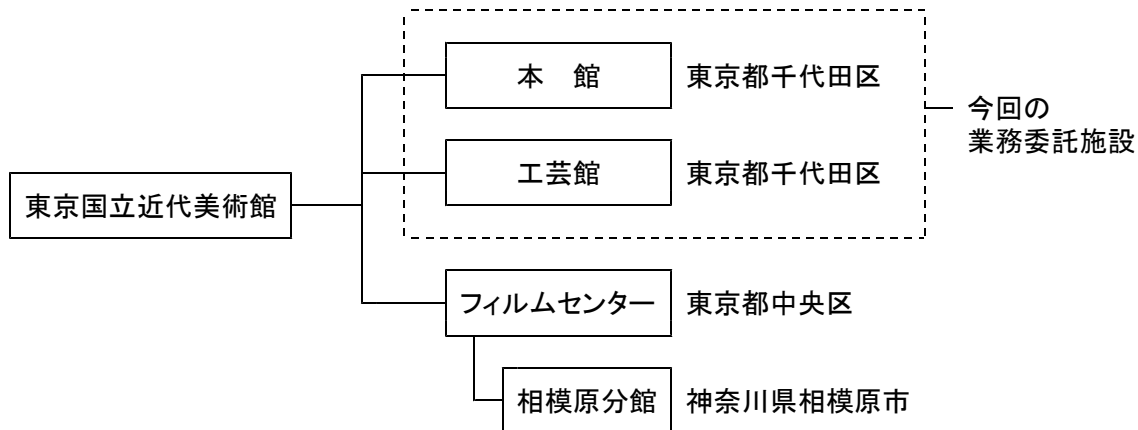 本　館
東京都千代田区
今回の
業務委託施設
工芸館
東京都千代田区
東京国立近代美術館
フィルムセンター
東京都中央区
相模原分館
神奈川県相模原市